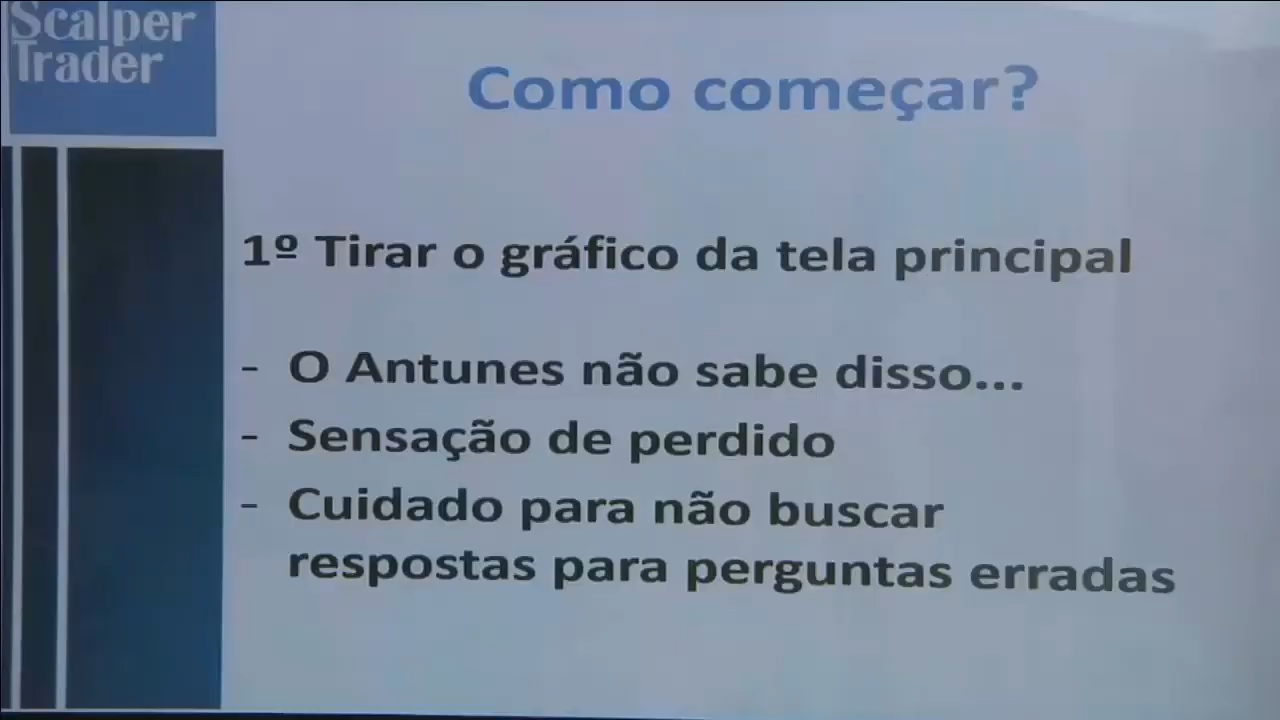 Scalper
Trader
Como começar?
1º Tirar o gráfico da tela principal
- O Antunes não sabe disso...
- Sensação de perdido
- Cuidado para não buscar
respostas para perguntas erradas